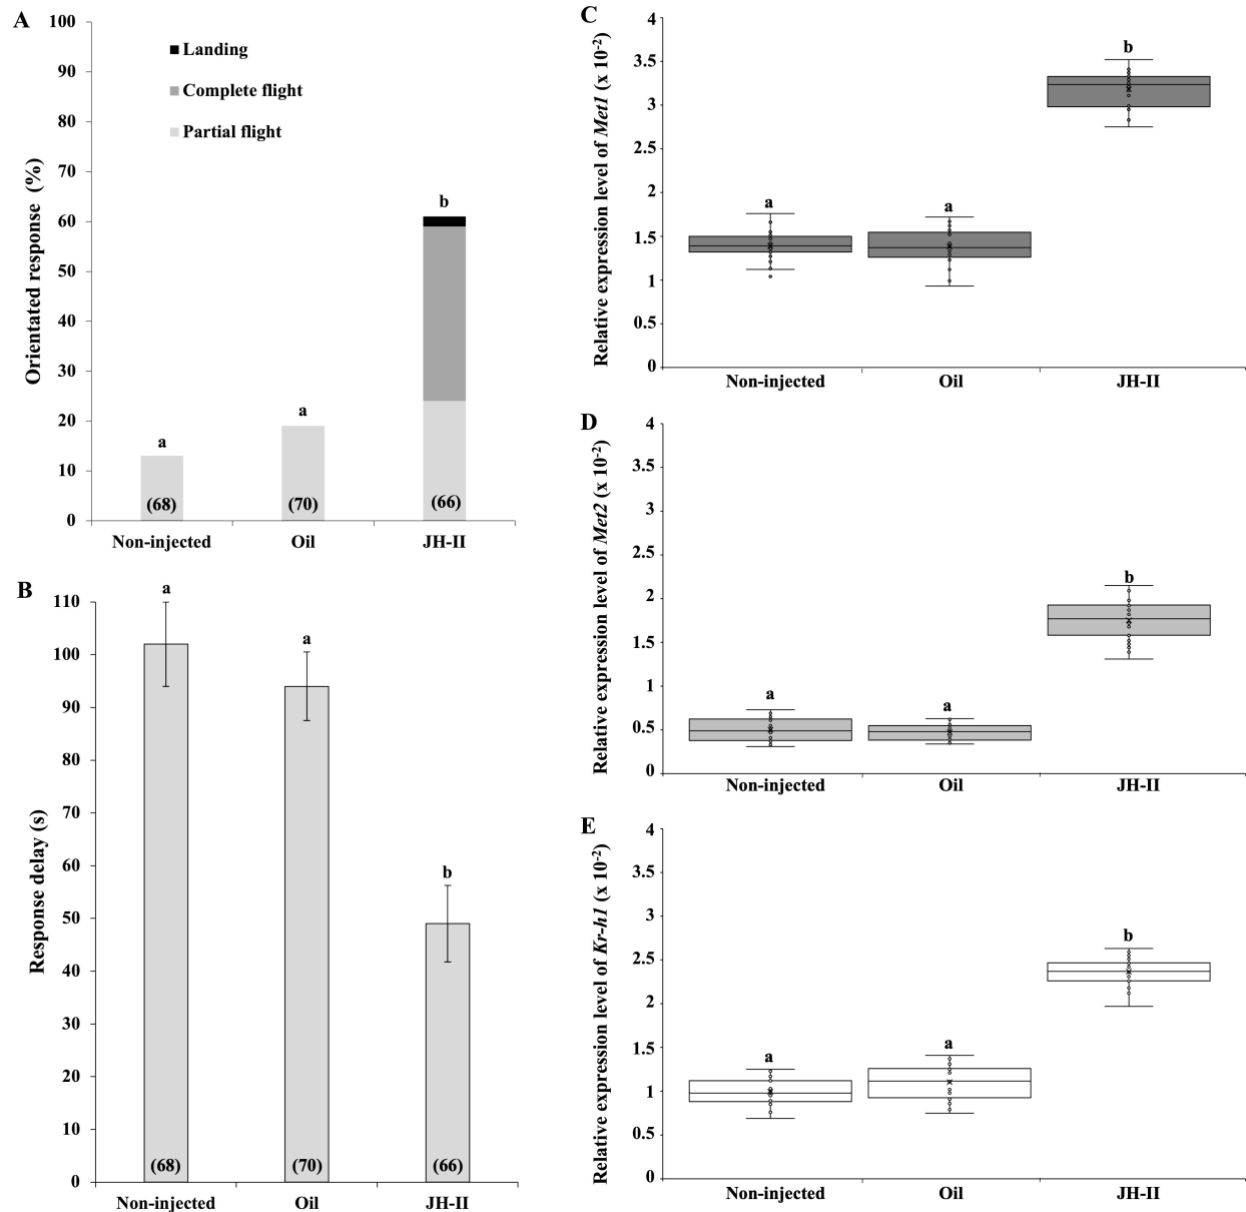 A
100
90
80
70
60
50
40
30
20
10
0
Orientated response (%)
Landing
Complete flight
Partial flight
a
a
b
(68)
(70)
(66)
Non-injected
Oil
JH-II
B
110
100
90
80
70
60
50
40
30
20
10
0
Response delay (s)
a
a
b
(68)
(70)
(66)
Non-injected
Oil
JH-II
C
4
3.5
3
2.5
2
1.5
1
0.5
0
Relative expression level of Met1 (x 10⁻²)
a
a
b
Non-injected
Oil
JH-II
D
4
3.5
3
2.5
2
1.5
1
0.5
0
Relative expression level of Met2 (x 10⁻²)
a
a
b
Non-injected
Oil
JH-II
E
4
3.5
3
2.5
2
1.5
1
0.5
0
Relative expression level of Kr-h1 (x 10⁻²)
a
a
b
Non-injected
Oil
JH-II